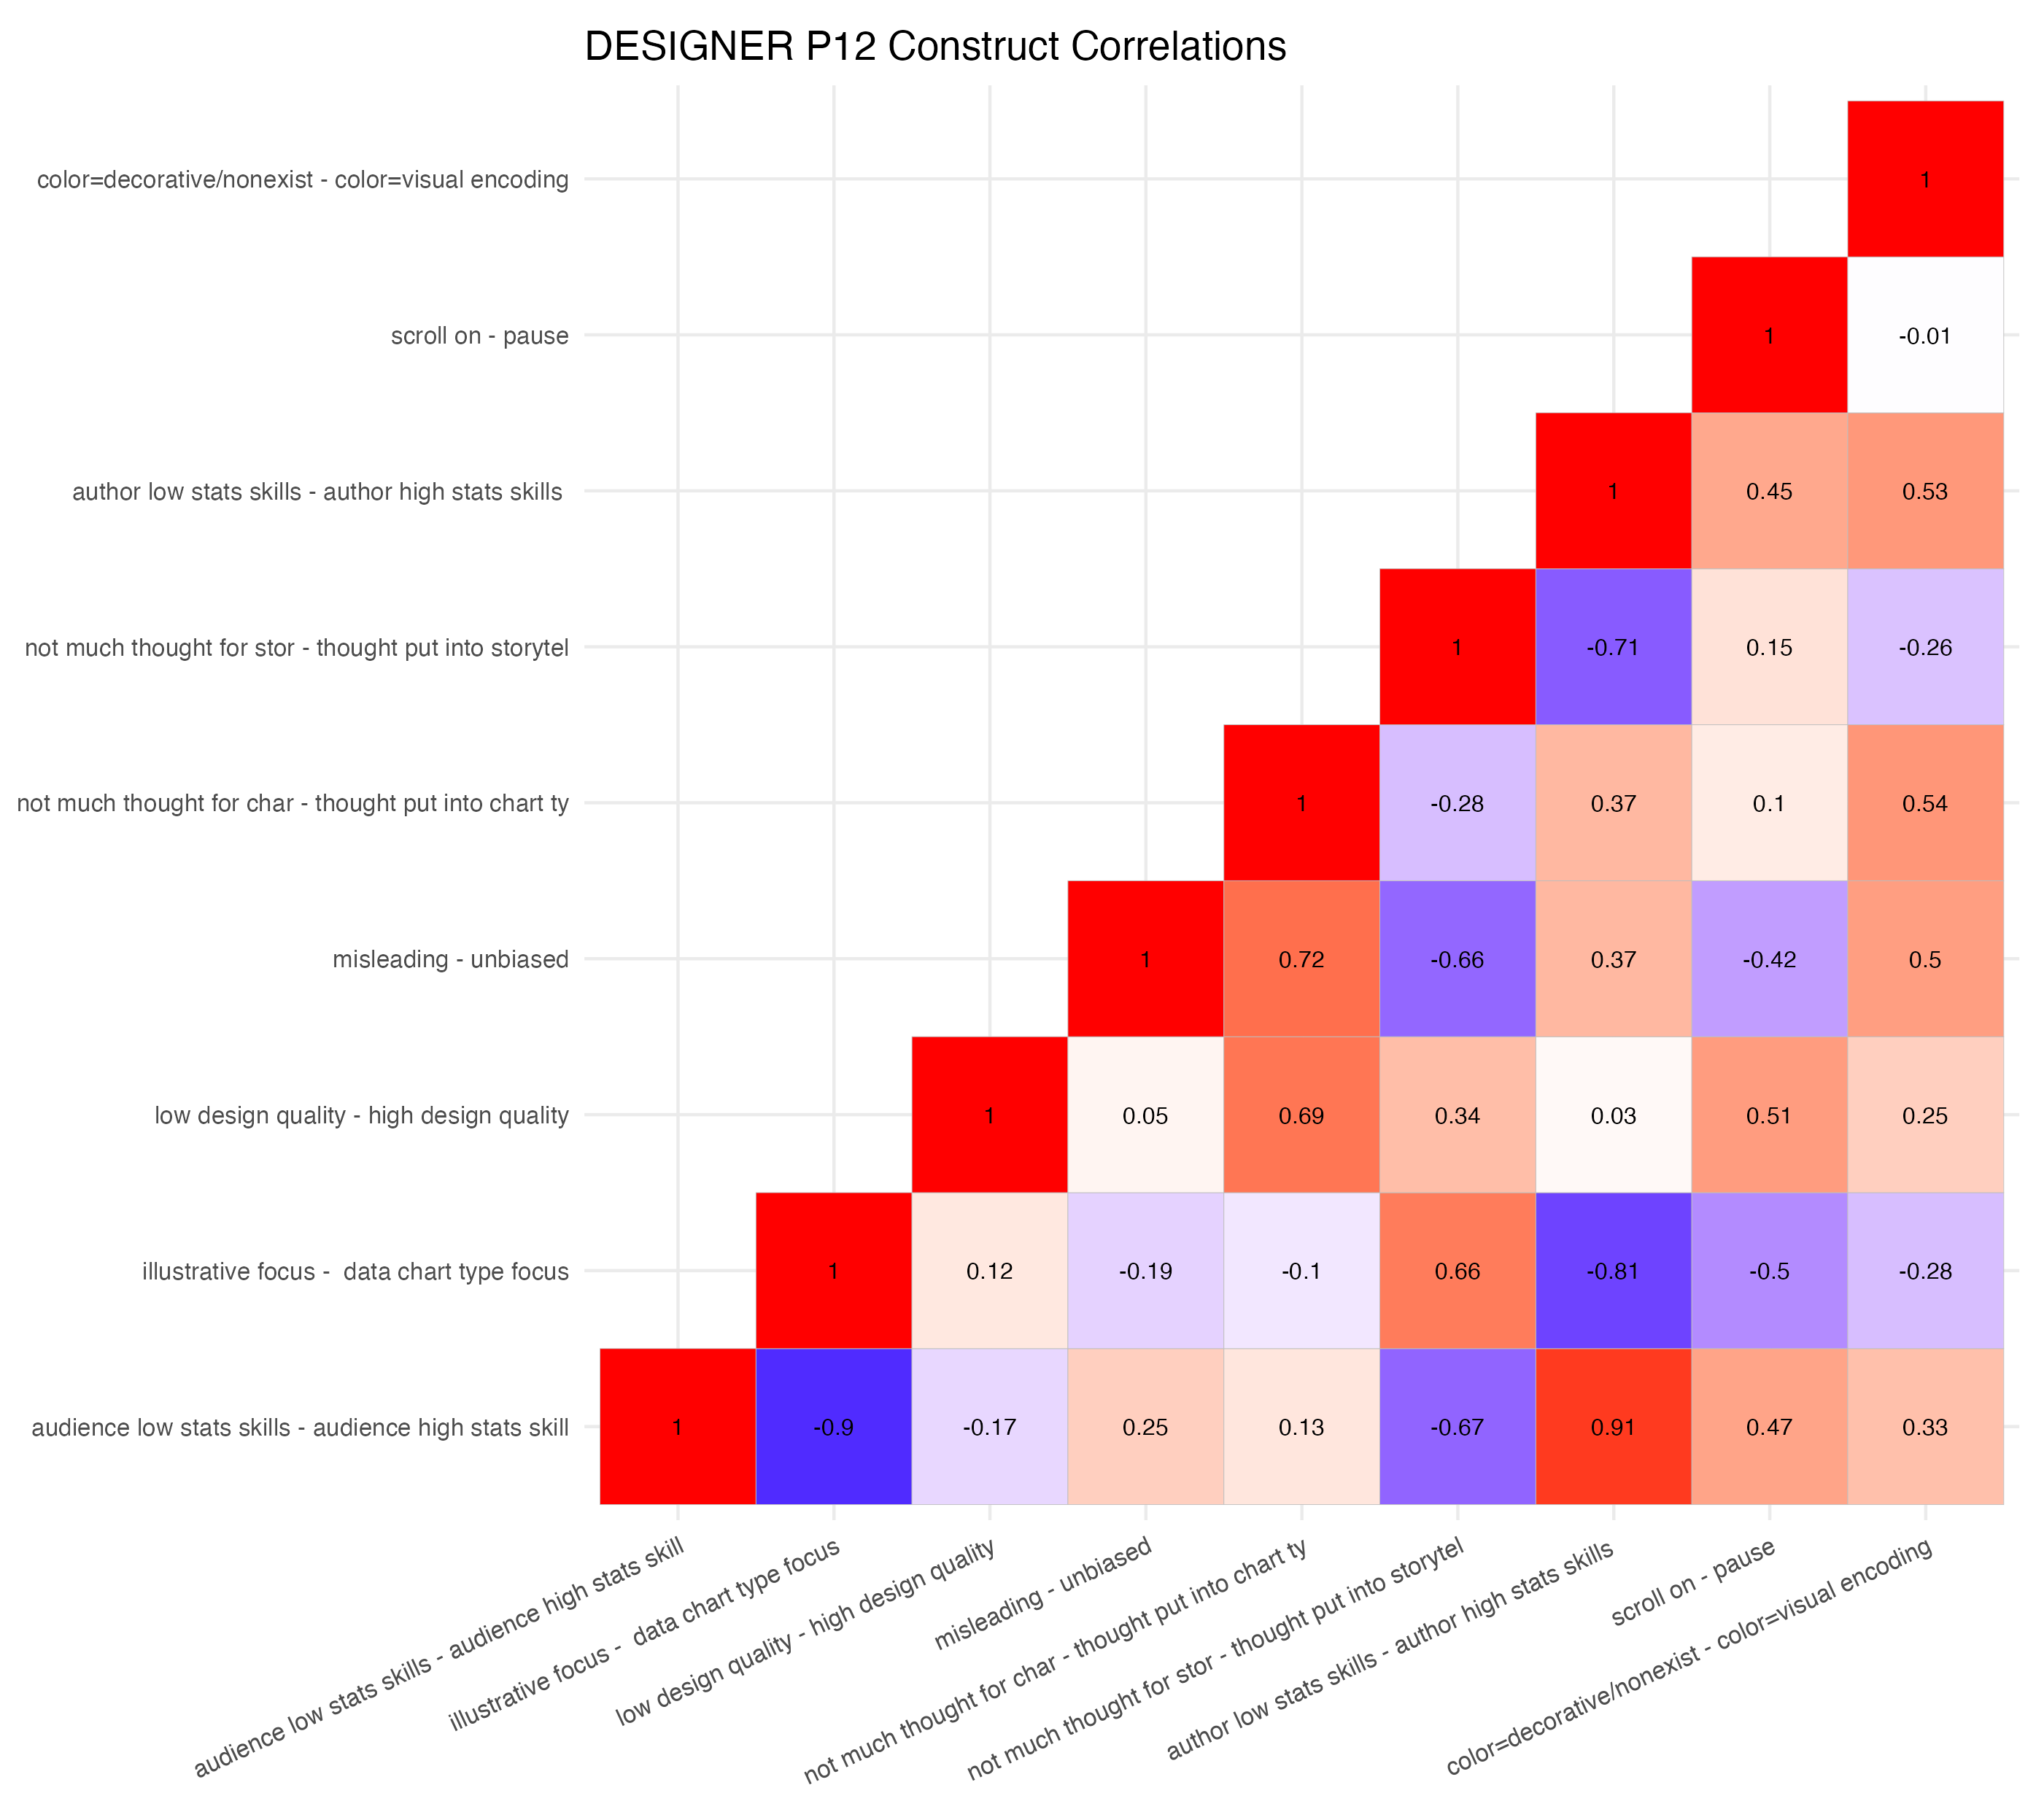 DESIGNER P12 Construct Correlations
color=decorative/nonexist - color=visual encoding
1
scroll on - pause
1 -0.01
author low stats skills - author high stats skills
1 0.45 0.53
not much thought for stor - thought put into storytel
1 -0.71 0.15 -0.26
not much thought for char - thought put into chart ty
1 -0.28 0.37 0.1 0.54
misleading - unbiased
1 0.72 -0.66 0.37 -0.42 0.5
low design quality - high design quality
1 0.05 0.69 0.34 0.03 0.51 0.25
illustrative focus -  data chart type focus
1 0.12 -0.19 -0.1 0.66 -0.81 -0.5 -0.28
audience low stats skills - audience high stats skill
1 -0.9 -0.17 0.25 0.13 -0.67 0.91 0.47 0.33
audience low stats skills - audience high stats skill
illustrative focus -  data chart type focus
low design quality - high design quality
misleading - unbiased
not much thought for char - thought put into chart ty
not much thought for stor - thought put into storytel
author low stats skills - author high stats skills
scroll on - pause
color=decorative/nonexist - color=visual encoding